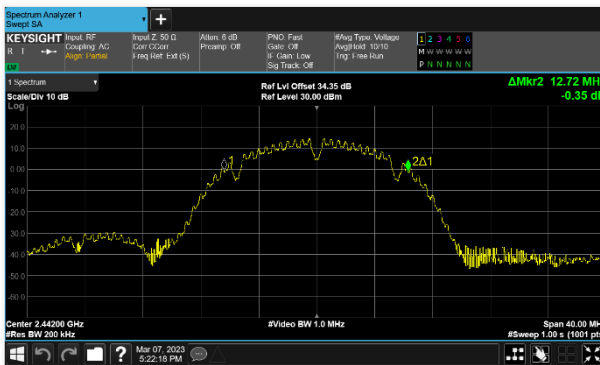 Spectrum Analyzer 1
Swept SA
+
KEYSIGHT Input: RF Input Z: 50 Ω Atten: 6 dB PNO: Fast #Avg Type: Voltage 1 2 3 4 5 6
R T Coupling: AC Corr CCorr Preamp: Off Gate: Off Avg|Hold: 10/10 M W W W W W W
Align: Partial Freq Ref: Ext (S) IF Gain: Low Trig: Free Run
Sig Track: Off P N N N N N
1 Spectrum
Ref Lvl Offset 34.35 dB ΔMkr2 12.72 MH
Scale/Div 10 dB Ref Level 30.00 dBm -0.35 d
Log
20.0
10.0
0.00
-10.0
-20.0
-30.0
-40.0
-50.0
-60.0
1
2Δ1
Center 2.44200 GHz #Video BW 1.0 MHz Span 40.00 MH
#Res BW 200 kHz #Sweep 1.00 s (1001 pts
Mar 07, 2023
5:22:18 PM
?